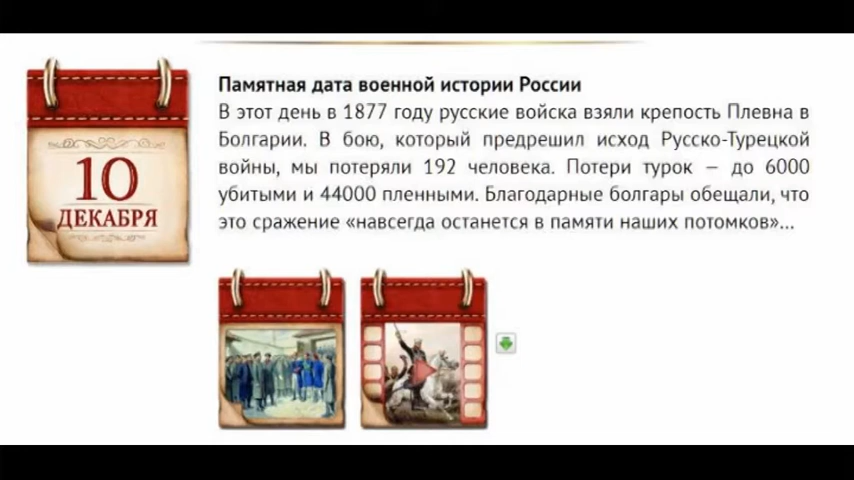 Памятная дата военной истории России
В этот день в 1877 году русские войска взяли крепость Плевна в
Болгарии. В бою, который предрешил исход Русско-Турецкой
войны, мы потеряли 192 человека. Потери турок – до 6000
убитыми и 44000 пленными. Благодарные болгары обещали, что
это сражение «навсегда останется в памяти наших потомков»...
10
ДЕКАБРЯ